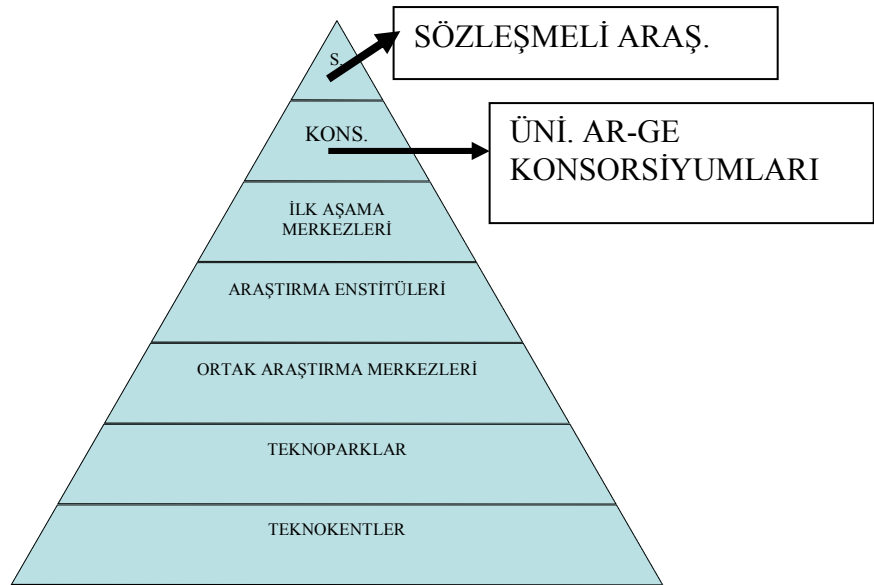 S.
SÖZLEŞMELİ ARAŞ.
KONS.
ÜNİ. AR-GE
KONSORSİYUMLARI
İLK AŞAMA
MERKEZLERİ
ARAŞTIRMA ENSTİTÜLERİ
ORTAK ARAŞTIRMA MERKEZLERİ
TEKNOPARKLAR
TEKNOKENTLER